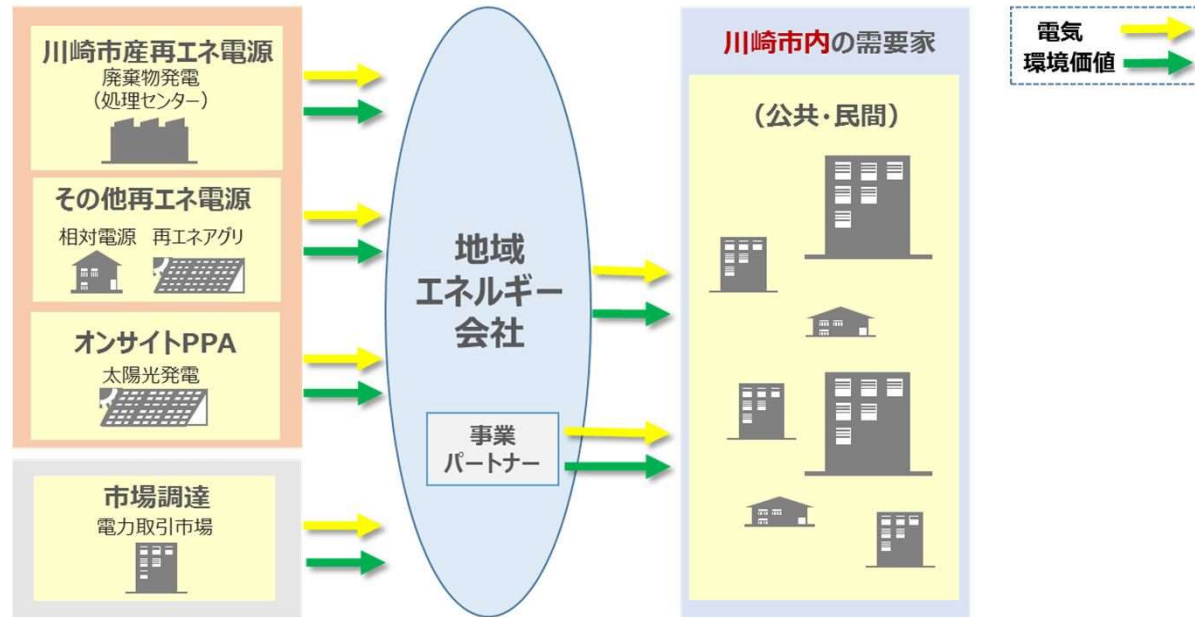 川崎市産再エネ電源
廃棄物発電
（処理センター）
その他再エネ電源
相対電源　再エネアグリ
オンサイトPPA
太陽光発電
市場調達
電力取引市場
地域
エネルギー
会社
事業
パートナー
川崎市内の需要家
（公共・民間）
電気
環境価値